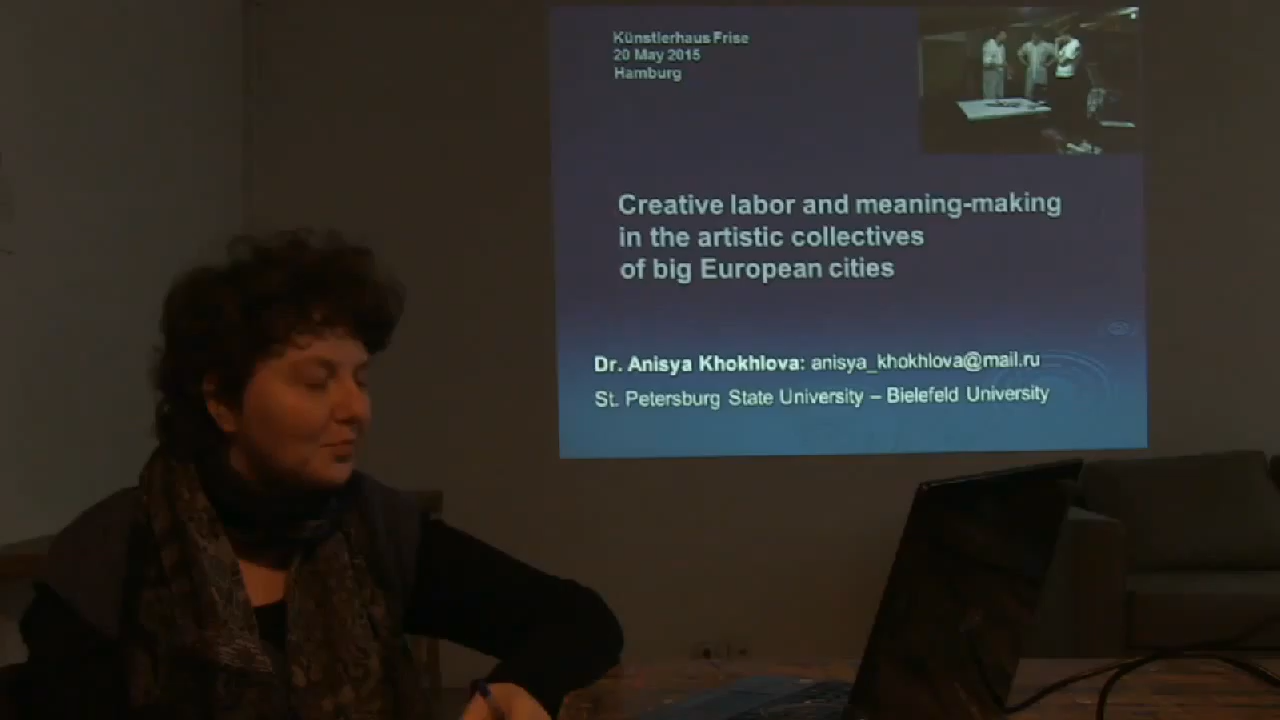 Künstlerhaus Frise
20 May 2015
Hamburg
Creative labor and meaning-making
in the artistic collectives
of big European cities
Dr. Anisya Khokhlova: anisya_khokhlova@mail.ru
St. Petersburg State University – Bielefeld University